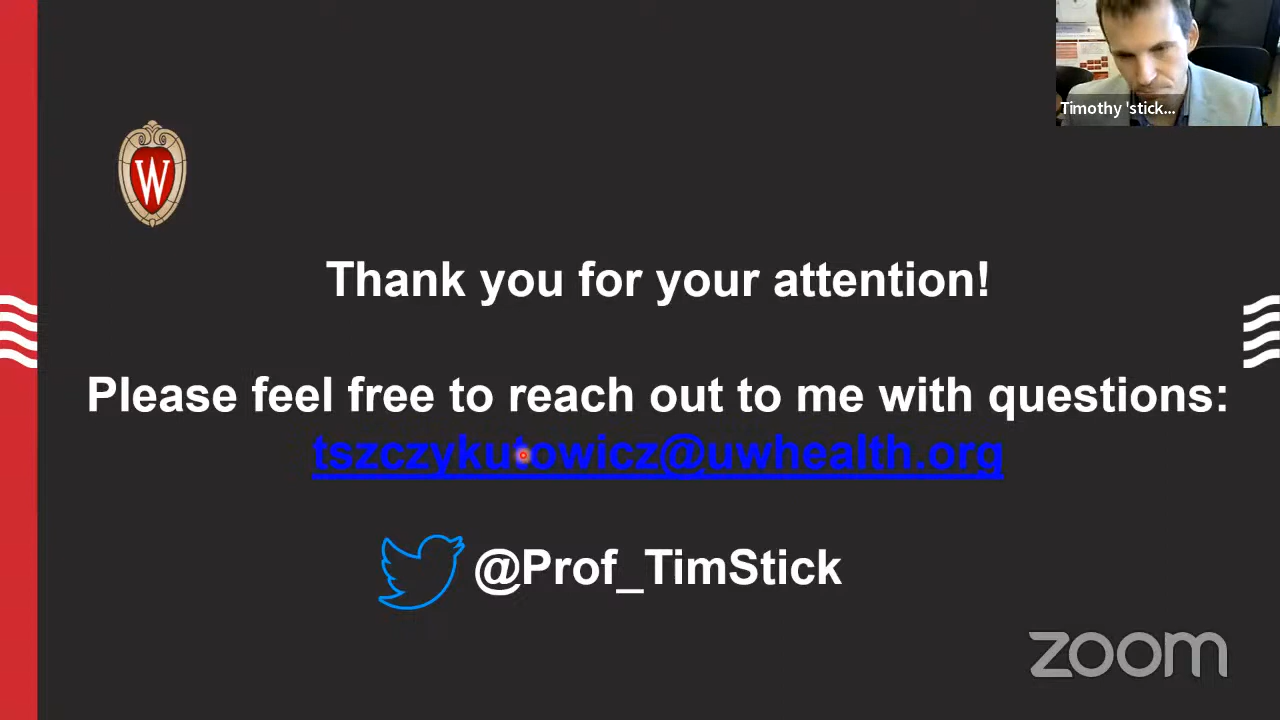 Timothy 'stick...
W
Thank you for your attention!
Please feel free to reach out to me with questions:
tszczykutowicz@uwhealth.org
@Prof_TimStick
zoom